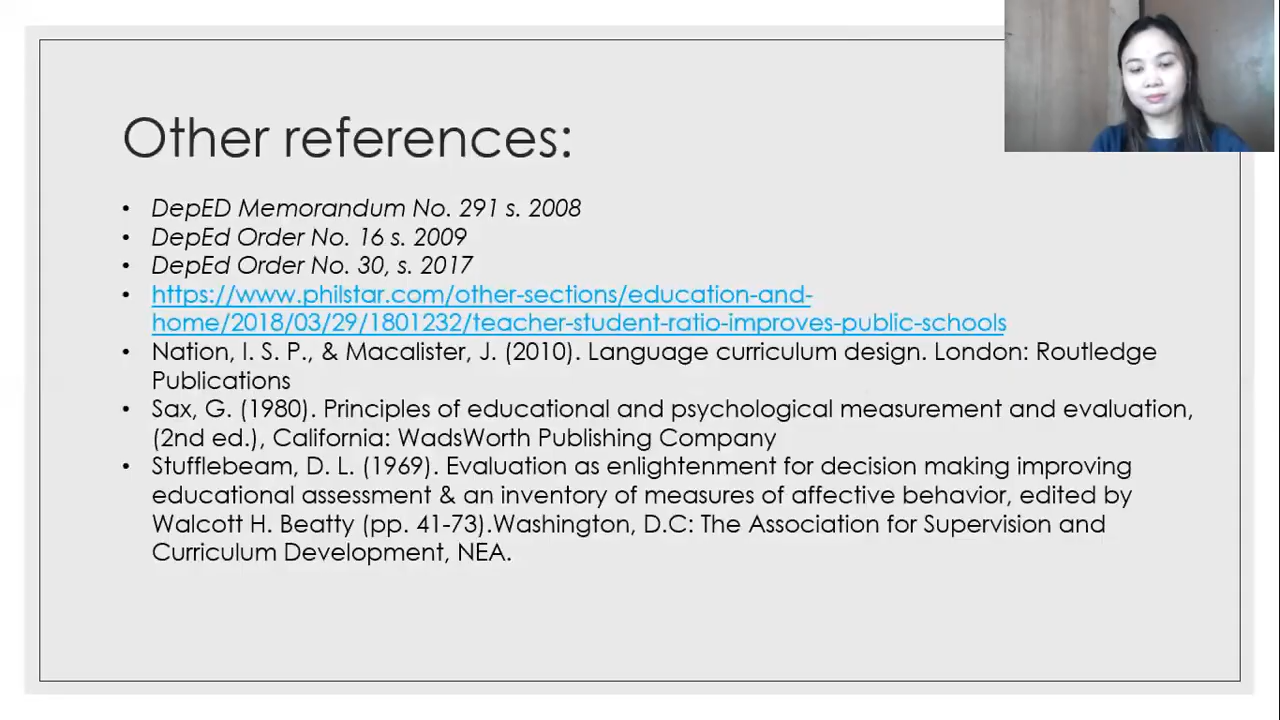 Other references:
• DepED Memorandum No. 291 s. 2008
• DepEd Order No. 16 s. 2009
• DepEd Order No. 30, s. 2017
• https://www.philstar.com/other-sections/education-and-
home/2018/03/29/1801232/teacher-student-ratio-improves-public-schools
• Nation, I. S. P., & Macalister, J. (2010). Language curriculum design. London: Routledge
Publications
• Sax, G. (1980). Principles of educational and psychological measurement and evaluation,
(2nd ed.), California: WadsWorth Publishing Company
• Stufflebeam, D. L. (1969). Evaluation as enlightenment for decision making improving
educational assessment & an inventory of measures of affective behavior, edited by
Walcott H. Beatty (pp. 41-73).Washington, D.C: The Association for Supervision and
Curriculum Development, NEA.